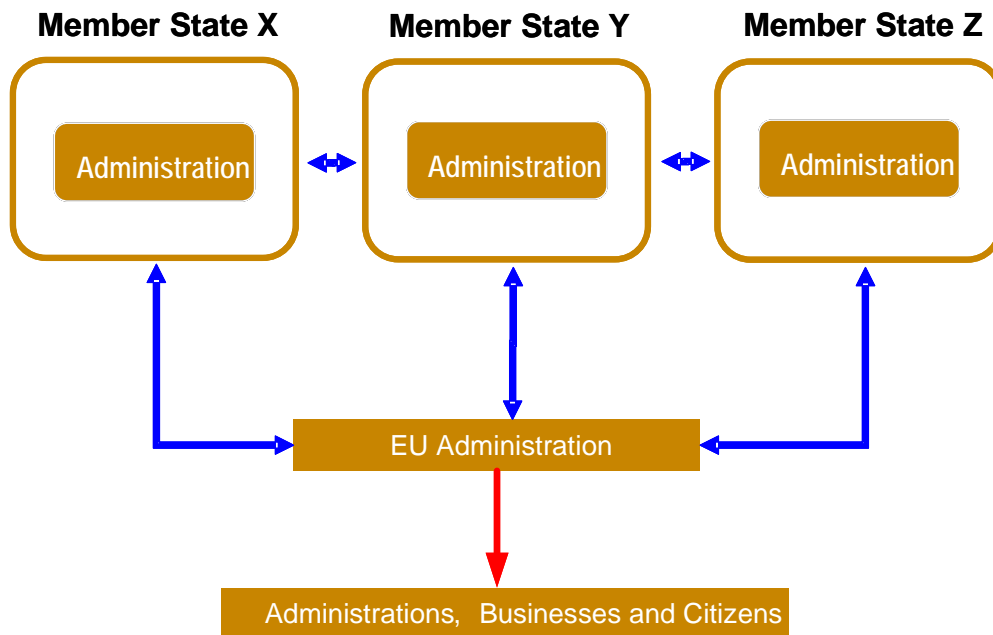 Member State X
Member State Y
Member State Z
Administration
Administration
Administration
EU Administration
Administrations, Businesses and Citizens